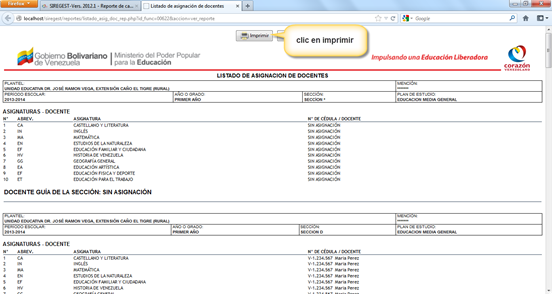 Firefox
SIREGEST-Vers. 2012.1 - Reporte de ca...
Listado de asignación de docentes
localhost/siregest/reportes/listado_asig_doc_rep.php?id_func=00622&accion=ver_reporte
Google
Imprimir
clic en imprimir
Gobierno Bolivariano de Venezuela
Ministerio del Poder Popular para la Educación
Impulsando una Educación Liberadora
corazón
VENEZOLANO
LISTADO DE ASIGNACION DE DOCENTES
PLANTEL: MENCIÓN:
UNIDAD EDUCATIVA DR. JOSÉ RAMON VEGA, EXTENSIÓN CAÑO EL TIGRE (RURAL) ******
PERÍODO ESCOLAR: AÑO O GRADO: SECCIÓN: PLAN DE ESTUDIO:
2013-2014 PRIMER AÑO SECCION * EDUCACION MEDIA GENERAL
ASIGNATURAS - DOCENTE
N° ABREV. ASIGNATURA N° DE CÉDULA / DOCENTE
1 CA CASTELLANO Y LITERATURA SIN ASIGNACIÓN
2 IN INGLÉS SIN ASIGNACIÓN
3 MA MATEMÁTICA SIN ASIGNACIÓN
4 EN ESTUDIOS DE LA NATURALEZA SIN ASIGNACIÓN
5 EF EDUCACIÓN FAMILIAR Y CIUDADANA SIN ASIGNACIÓN
6 HV HISTORIA DE VENEZUELA SIN ASIGNACIÓN
7 GG GEOGRAFÍA GENERAL SIN ASIGNACIÓN
8 EA EDUCACIÓN ARTÍSTICA SIN ASIGNACIÓN
9 EF EDUCACIÓN FISICA Y DEPORTE SIN ASIGNACIÓN
10 ET EDUCACIÓN PARA EL TRABAJO SIN ASIGNACIÓN
DOCENTE GUÍA DE LA SECCIÓN: SIN ASIGNACIÓN
PLANTEL: MENCIÓN:
UNIDAD EDUCATIVA DR. JOSÉ RAMON VEGA, EXTENSIÓN CAÑO EL TIGRE (RURAL) ******
PERÍODO ESCOLAR: AÑO O GRADO: SECCIÓN: PLAN DE ESTUDIO:
2013-2014 PRIMER AÑO SECCION D EDUCACION MEDIA GENERAL
ASIGNATURAS - DOCENTE
N° ABREV. ASIGNATURA N° DE CÉDULA / DOCENTE
1 CA CASTELLANO Y LITERATURA V-1.234.567 Maria Perez
2 IN INGLÉS V-1.234.567 Maria Perez
3 MA MATEMÁTICA V-1.234.567 Maria Perez
4 EN ESTUDIOS DE LA NATURALEZA V-1.234.567 Maria Perez
5 EF EDUCACIÓN FAMILIAR Y CIUDADANA V-1.234.567 Maria Perez
6 HV HISTORIA DE VENEZUELA V-1.234.567 Maria Perez